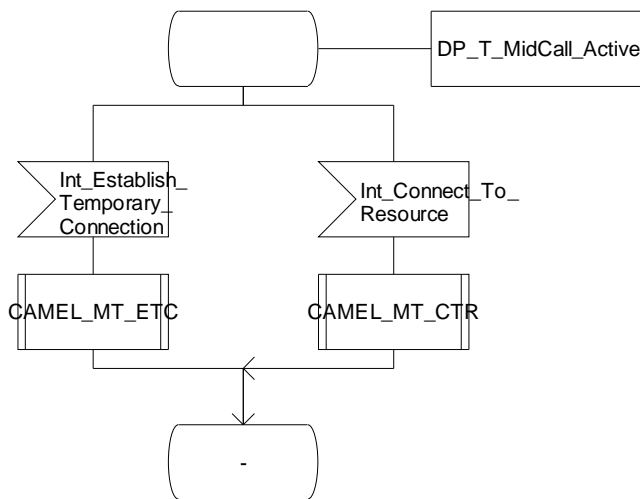 DP_T_MidCall_Active
Int_Establish_
Temporary_
Connection
Int_Connect_To_
Resource
CAMEL_MT_ETC
CAMEL_MT_CTR
-